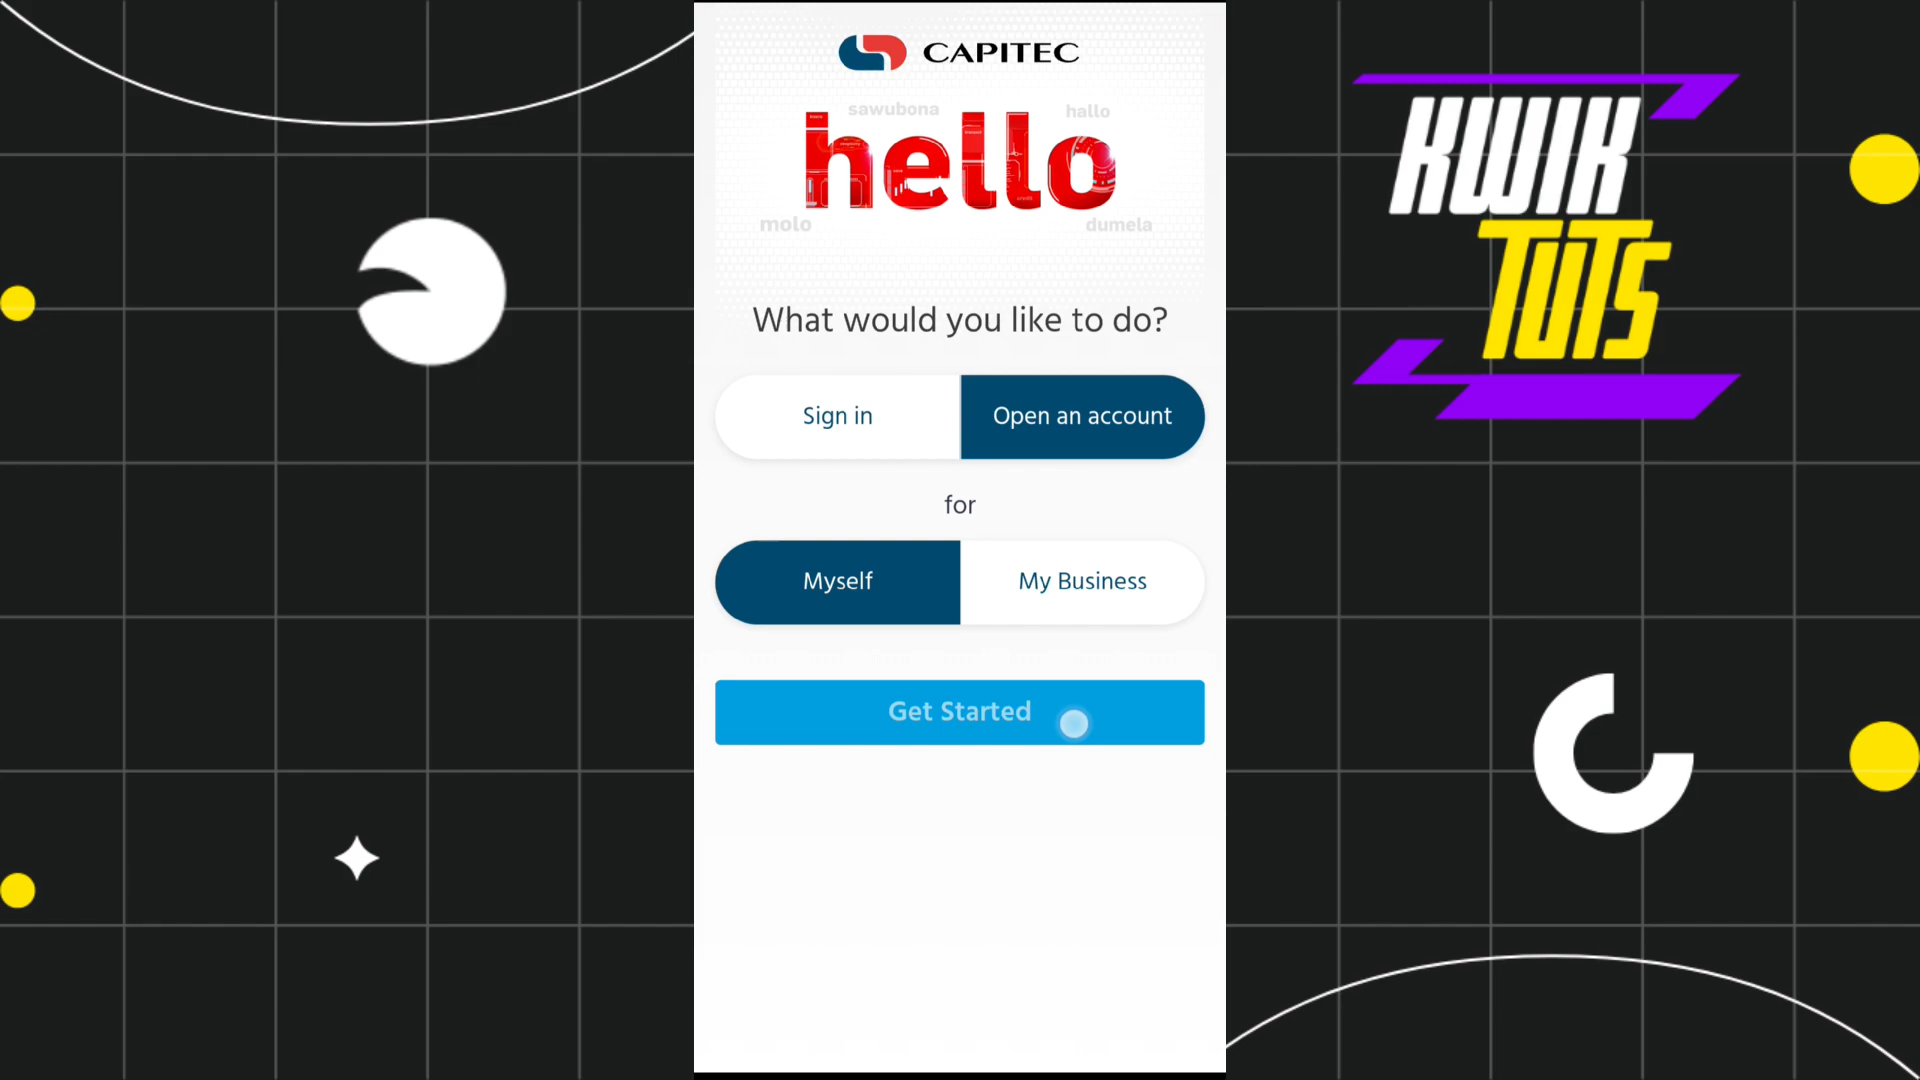 CAPITEC
sawubona
hallo
hello
molo
dumela
What would you like to do?
Sign in
Open an account
for
Myself
My Business
Get Started
KWIK
TUTS